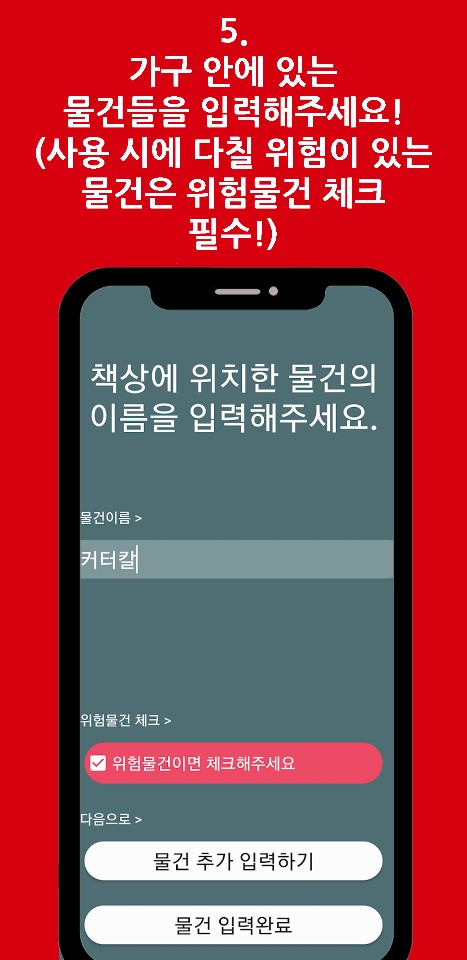 5.
가구 안에 있는
물건들을 입력해주세요!
(사용 시에 다칠 위험이 있는
물건은 위험물건 체크
필수!)
책상에 위치한 물건의
이름을 입력해주세요.
물건이름 >
커터칼
위험물건 체크 >
위험물건이면 체크해주세요
다음으로 >
물건 추가 입력하기
물건 입력완료